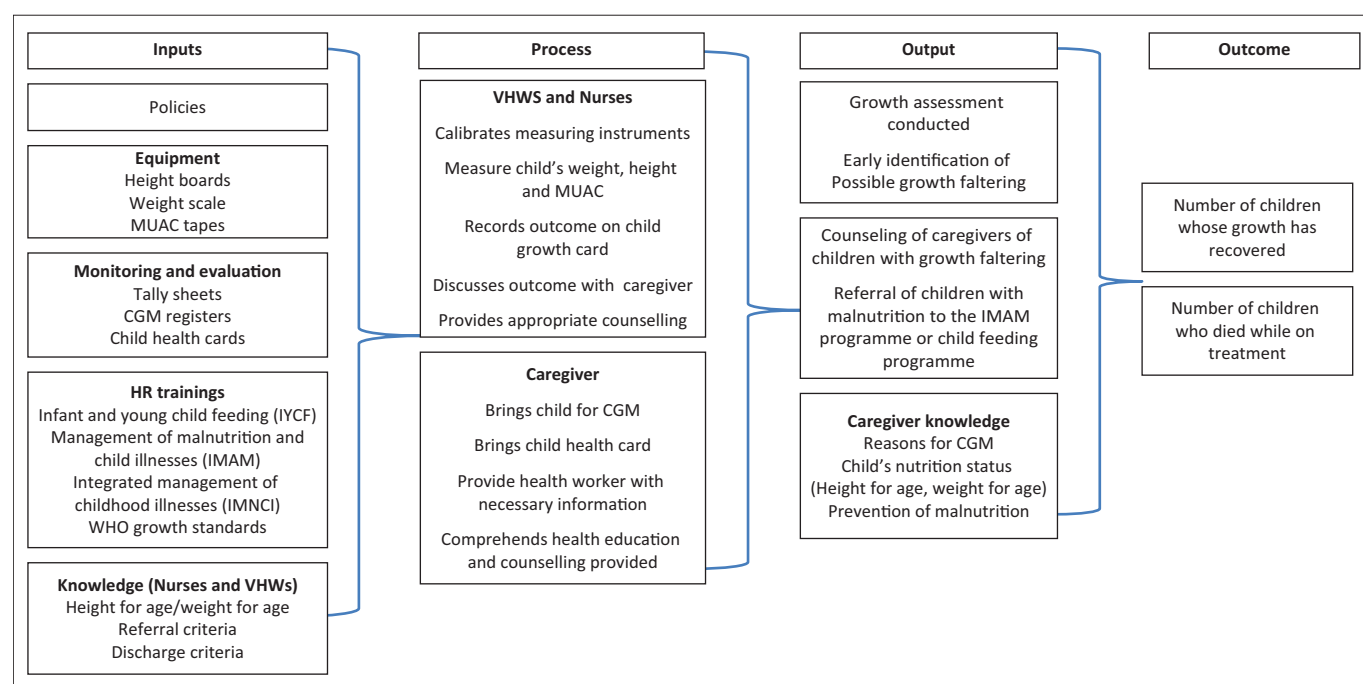 Inputs
Policies
Equipment
Height boards
Weight scale
MUAC tapes
Monitoring and evaluation
Tally sheets
CGM registers
Child health cards
HR trainings
Infant and young child feeding (IYCF)
Management of malnutrition and
child illnesses (IMAM)
Integrated management of
childhood illnesses (IMNCI)
WHO growth standards
Knowledge (Nurses and VHWs)
Height for age/weight for age
Referral criteria
Discharge criteria
Process
VHWS and Nurses
Calibrates measuring instruments
Measure child's weight, height
and MUAC
Records outcome on child
growth card
Discusses outcome with caregiver
Provides appropriate counselling
Caregiver
Brings child for CGM
Brings child health card
Provide health worker with
necessary information
Comprehends health education
and counselling provided
Output
Growth assessment
conducted
Early identification of
Possible growth faltering
Counseling of caregivers of
children with growth faltering
Referral of children with
malnutrition to the IMAM
programme or child feeding
programme
Caregiver knowledge
Reasons for CGM
Child's nutrition status
(Height for age, weight for age)
Prevention of malnutrition
Outcome
Number of children
whose growth has
recovered
Number of children
who died while on
treatment